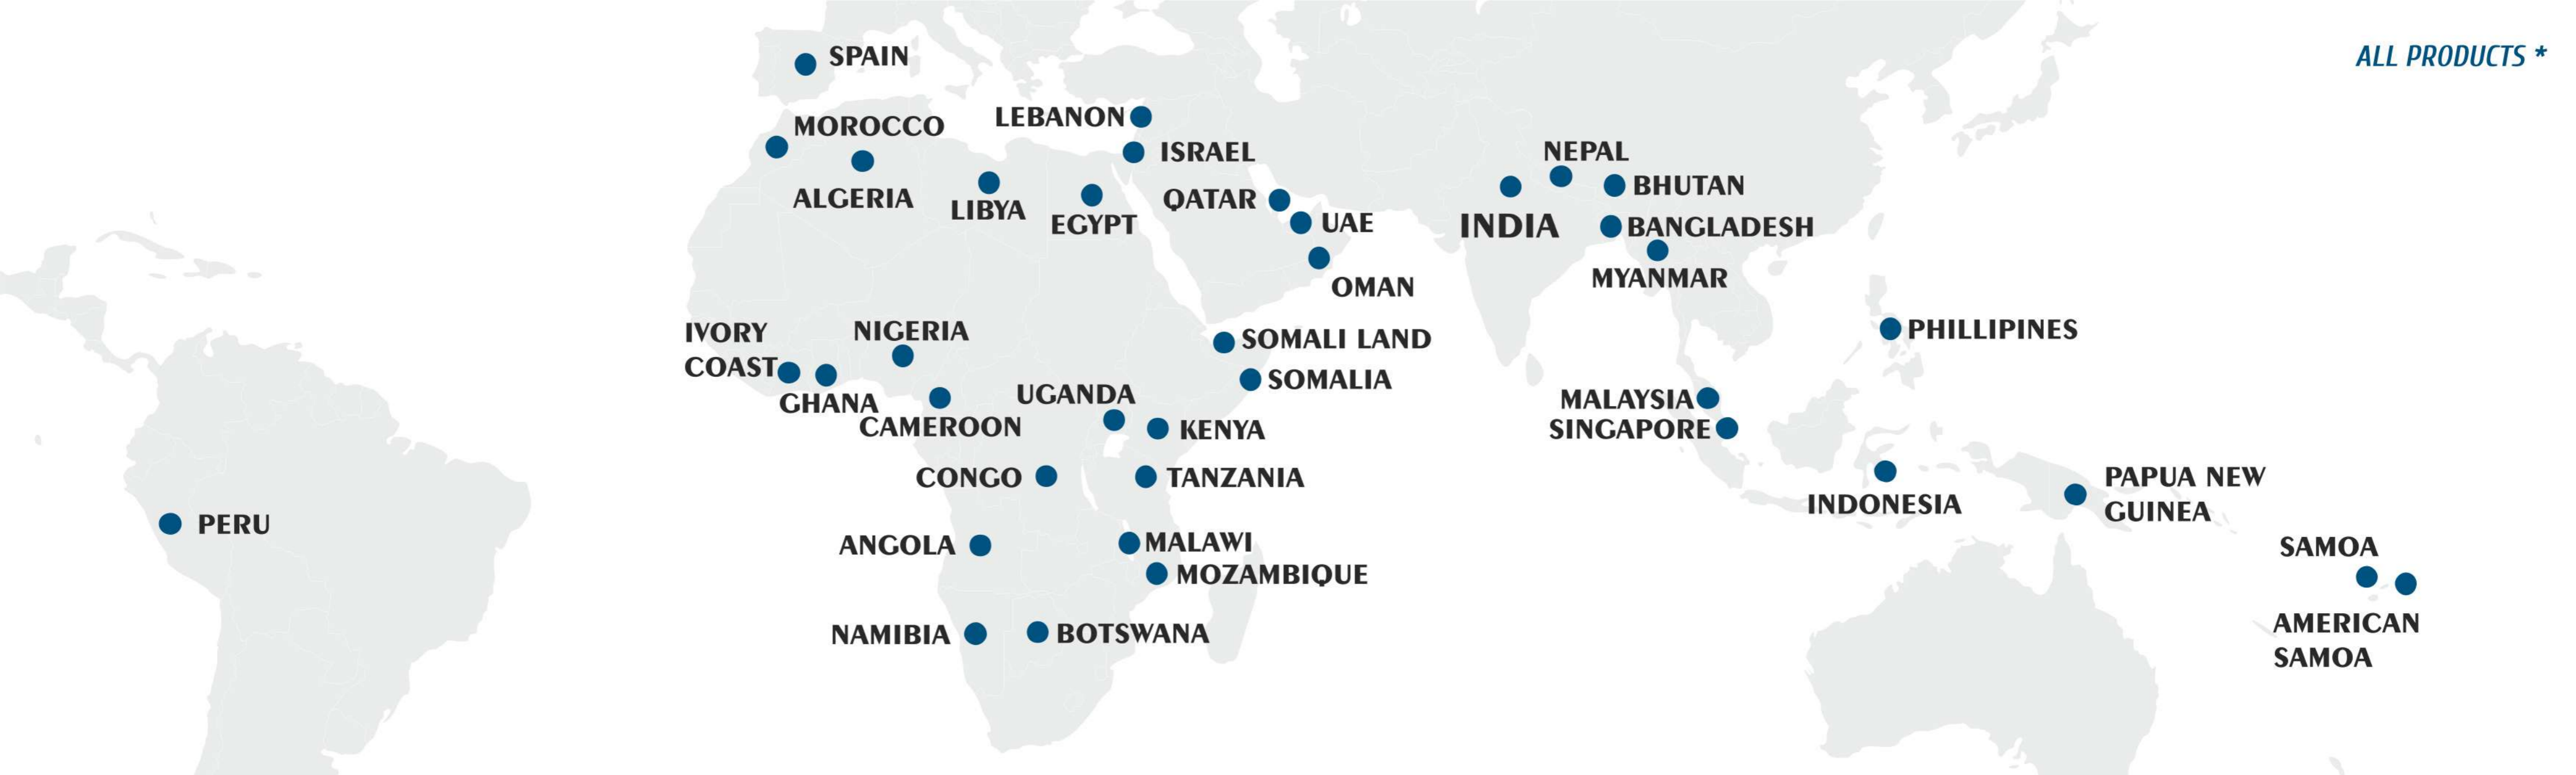 SPAIN
ALL PRODUCTS *
LEBANON
MOROCCO
ISRAEL
NEPAL
BHUTAN
ALGERIA
LIBYA
EGYPT
QATAR
UAE
INDIA
BANGLADESH
MYANMAR
OMAN
IVORY
COAST
NIGERIA
SOMALI LAND
PHILLIPINES
SOMALIA
GHANA
UGANDA
CAMEROON
KENYA
MALAYSIA
SINGAPORE
CONGO
TANZANIA
INDONESIA
PAPUA NEW
GUINEA
PERU
ANGOLA
MALAWI
MOZAMBIQUE
SAMOA
AMERICAN
SAMOA
NAMIBIA
BOTSWANA